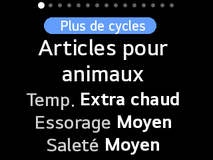 Plus de cycles
Articles pour
animaux
Temp. Extra chaud
Essorage Moyen
Saleté Moyen